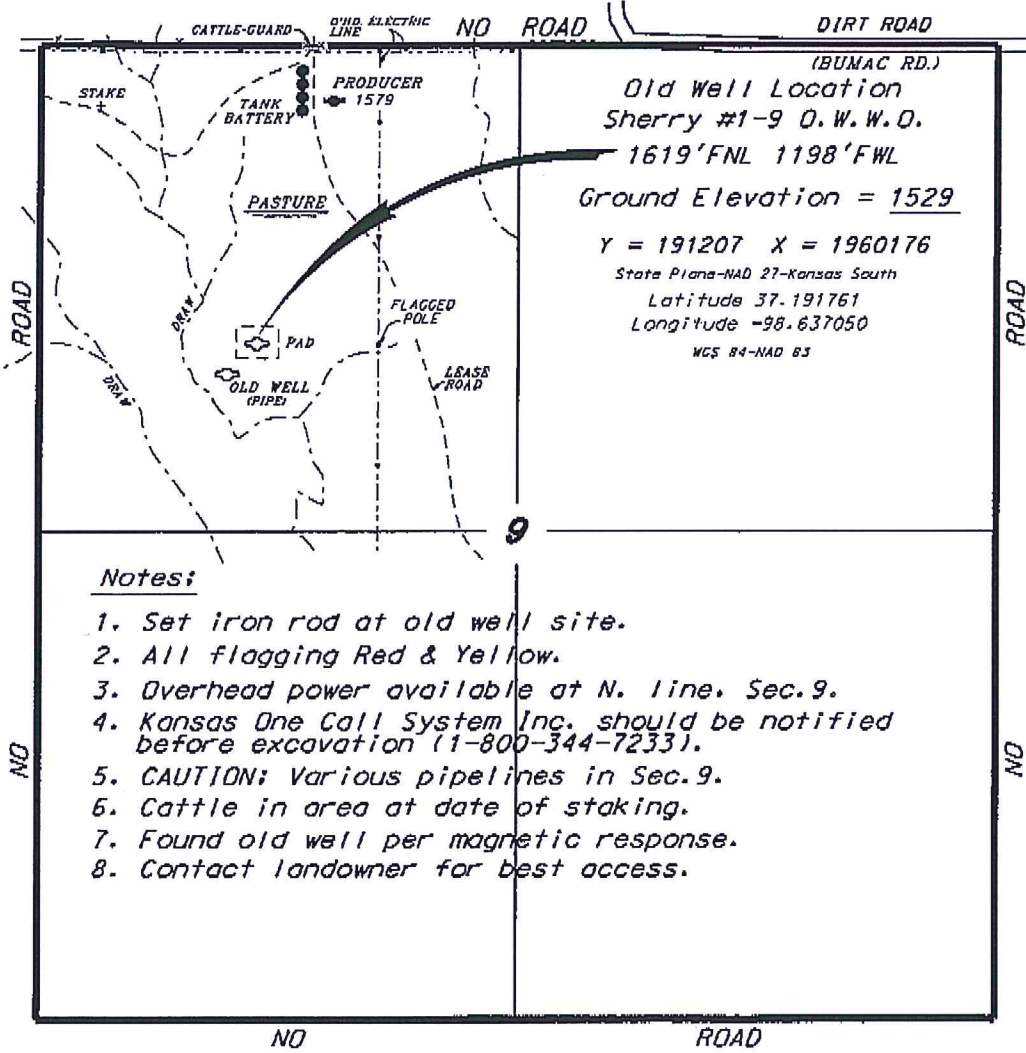 NO ROAD
DIRT ROAD
(BUMAC RD.)
CATTLE-GUARD
O'HD. ELECTRIC
LINE
STAKE
TANK
BATTERY
PRODUCER
1579
Old Well Location
Sherry #1-9 O.W.W.O.
1619'FNL 1198'FWL
Ground Elevation = 1529
Y = 191207 X = 1960176
State Plane-NAD 27-Kansas South
Latitude 37.191761
Longitude -98.637050
WGS 84-NAD 83
PASTURE
ROAD
ROAD
DRAW
PAD
FLAGGED
POLE
DRAW
OLD WELL
(PIPE)
LEASE
ROAD
9
Notes:
1. Set iron rod at old well site.
2. All flagging Red & Yellow.
3. Overhead power available at N. line, Sec.9.
4. Kansas One Call System Inc. should be notified
before excavation (1-800-344-7233).
5. CAUTION: Various pipelines in Sec.9.
6. Cattle in area at date of staking.
7. Found old well per magnetic response.
8. Contact landowner for best access.
NO
NO
NO ROAD